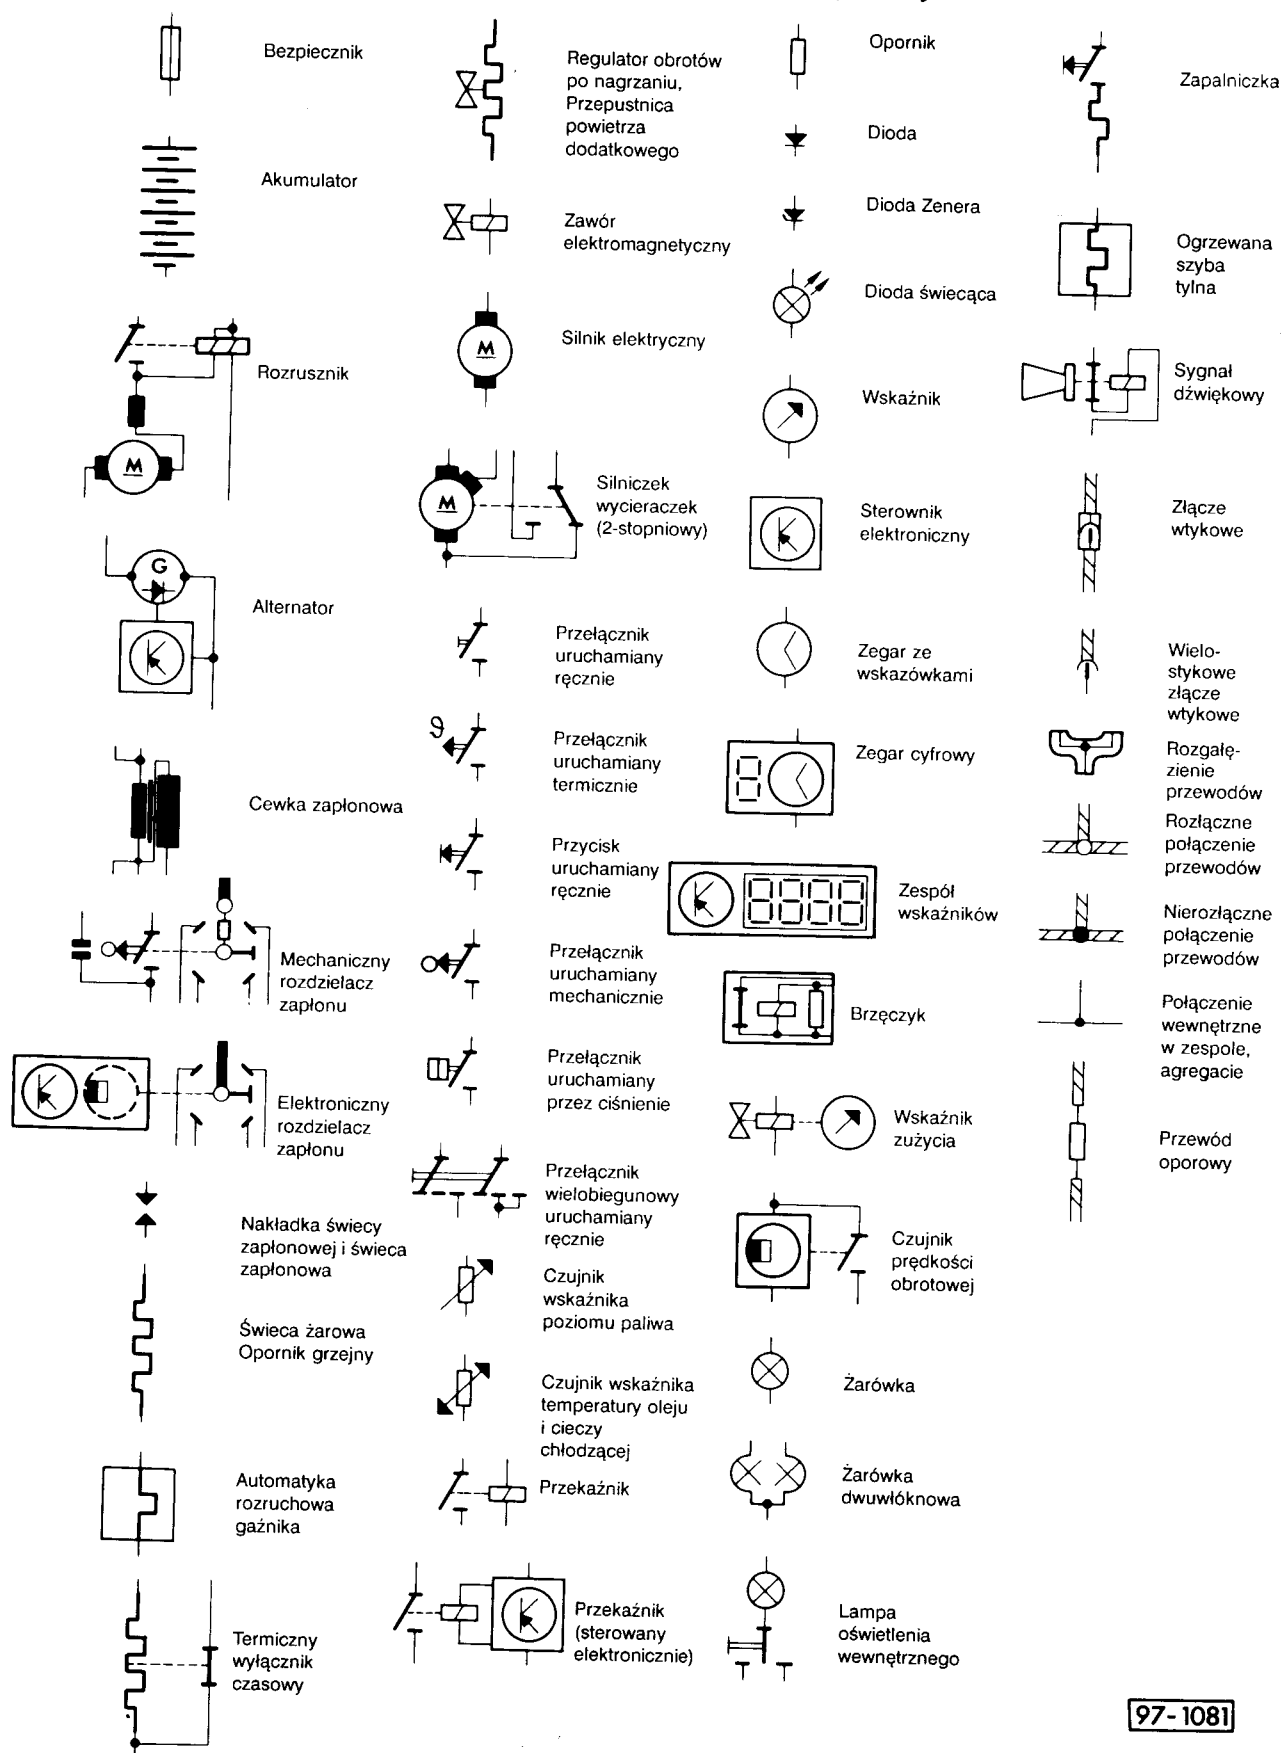 Bezpiecznik
Akumulator
Rozrusznik
M
G
Alternator
Cewka zapłonowa
Mechaniczny
rozdzielacz
zapłonu
Elektroniczny
rozdzielacz
zapłonu
Nakładka świecy
zapłonowej i świeca
zapłonowa
Świeca żarowa
Opornik grzejny
Automatyka
rozruchowa
gaźnika
Termiczny
wyłącznik
czasowy
Regulator obrotów
po nagrzaniu,
Przepustnica
powietrza
dodatkowego
Zawór
elektromagnetyczny
M
Silnik elektryczny
M
Silniczek
wycieraczek
(2-stopniowy)
Przełącznik
uruchamiany
ręcznie
ϑ
Przełącznik
uruchamiany
termicznie
Przycisk
uruchamiany
ręcznie
Przełącznik
uruchamiany
mechanicznie
Przełącznik
uruchamiany
przez ciśnienie
Przełącznik
wielobiegunowy
uruchamiany
ręcznie
Czujnik
wskaźnika
poziomu paliwa
Czujnik wskaźnika
temperatury oleju
i cieczy
chłodzącej
Przekaźnik
Przekaźnik
(sterowany
elektronicznie)
Opornik
Dioda
Dioda Zenera
Dioda świecąca
Wskaźnik
Sterownik
elektroniczny
Zegar ze
wskazówkami
Zegar cyfrowy
Zespół
wskaźników
Brzęczyk
Wskaźnik
zużycia
Czujnik
prędkości
obrotowej
Żarówka
Żarówka
dwuwłóknowa
Lampa
oświetlenia
wewnętrznego
Zapalniczka
Ogrzewana
szyba
tylna
Sygnał
dźwiękowy
Złącze
wtykowe
Wielo-
stykowe
złącze
wtykowe
Rozgałę-
zienie
przewodów
Rozłączne
połączenie
przewodów
Nierozłączne
połączenie
przewodów
Połączenie
wewnętrzne
w zespole,
agregacie
Przewód
oporowy
97-1081